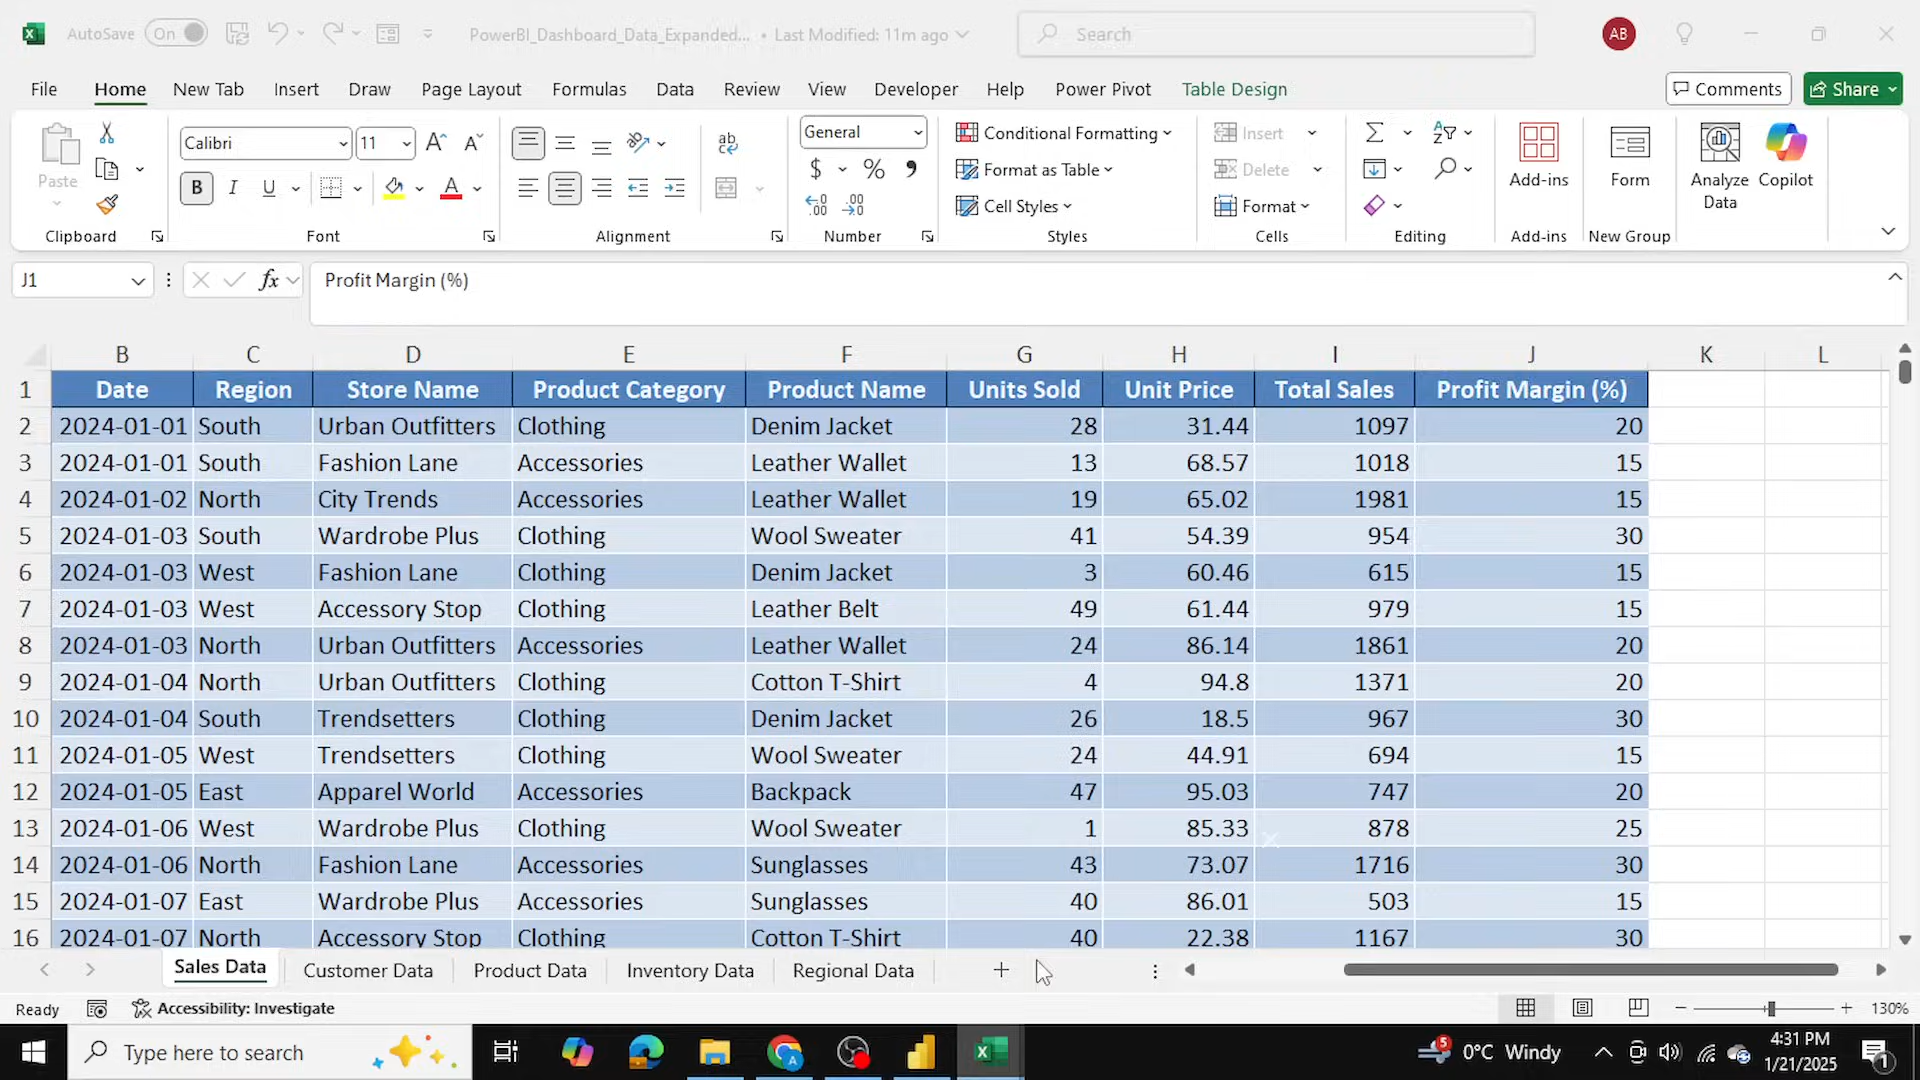 AutoSave On PowerBI_Dashboard_Data_Expanded... • Last Modified: 11m ago Search AB
File Home New Tab Insert Draw Page Layout Formulas Data Review View Developer Help Power Pivot Table Design Comments Share
Paste Calibri 11 General Conditional Formatting Format as Table Cell Styles Insert Delete Format Add-ins Form Analyze Data Copilot
Clipboard Font Alignment Number Styles Cells Editing Add-ins New Group
J1 fx Profit Margin (%)
B C D E F G H I J K L
1 Date Region Store Name Product Category Product Name Units Sold Unit Price Total Sales Profit Margin (%)
2 2024-01-01 South Urban Outfitters Clothing Denim Jacket 28 31.44 1097 20
3 2024-01-01 South Fashion Lane Accessories Leather Wallet 13 68.57 1018 15
4 2024-01-02 North City Trends Accessories Leather Wallet 19 65.02 1981 15
5 2024-01-03 South Wardrobe Plus Clothing Wool Sweater 41 54.39 954 30
6 2024-01-03 West Fashion Lane Clothing Denim Jacket 3 60.46 615 15
7 2024-01-03 West Accessory Stop Clothing Leather Belt 49 61.44 979 15
8 2024-01-03 North Urban Outfitters Accessories Leather Wallet 24 86.14 1861 20
9 2024-01-04 North Urban Outfitters Clothing Cotton T-Shirt 4 94.8 1371 20
10 2024-01-04 South Trendsetters Clothing Denim Jacket 26 18.5 967 30
11 2024-01-05 West Trendsetters Clothing Wool Sweater 24 44.91 694 15
12 2024-01-05 East Apparel World Accessories Backpack 47 95.03 747 20
13 2024-01-06 West Wardrobe Plus Clothing Wool Sweater 1 85.33 878 25
14 2024-01-06 North Fashion Lane Accessories Sunglasses 43 73.07 1716 30
15 2024-01-07 East Wardrobe Plus Accessories Sunglasses 40 86.01 503 15
16 2024-01-07 North Accessory Stop Clothing Cotton T-Shirt 40 22.38 1167 30
Sales Data Customer Data Product Data Inventory Data Regional Data
Ready Accessibility: Investigate 130%
Type here to search 5 0°C Windy 4:31 PM
1/21/2025 1